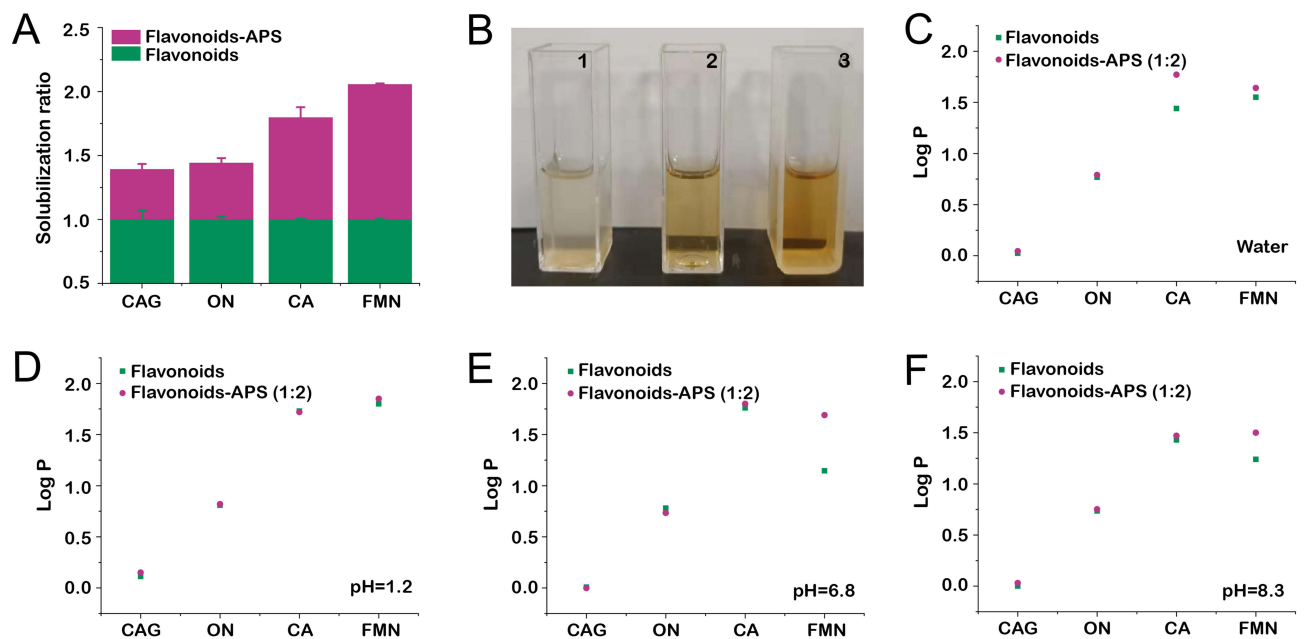 A
Flavonoids-APS
Flavonoids
Solubilization ratio
2.5
2.0
1.5
1.0
0.5
CAG ON CA FMN
B
1 2 3
C
Flavonoids
Flavonoids-APS (1:2)
Log P
2.0
1.5
1.0
0.5
0.0
Water
CAG ON CA FMN
D
Flavonoids
Flavonoids-APS (1:2)
Log P
2.0
1.5
1.0
0.5
0.0
pH=1.2
CAG ON CA FMN
E
Flavonoids
Flavonoids-APS (1:2)
Log P
2.0
1.5
1.0
0.5
0.0
pH=6.8
CAG ON CA FMN
F
Flavonoids
Flavonoids-APS (1:2)
Log P
2.0
1.5
1.0
0.5
0.0
pH=8.3
CAG ON CA FMN